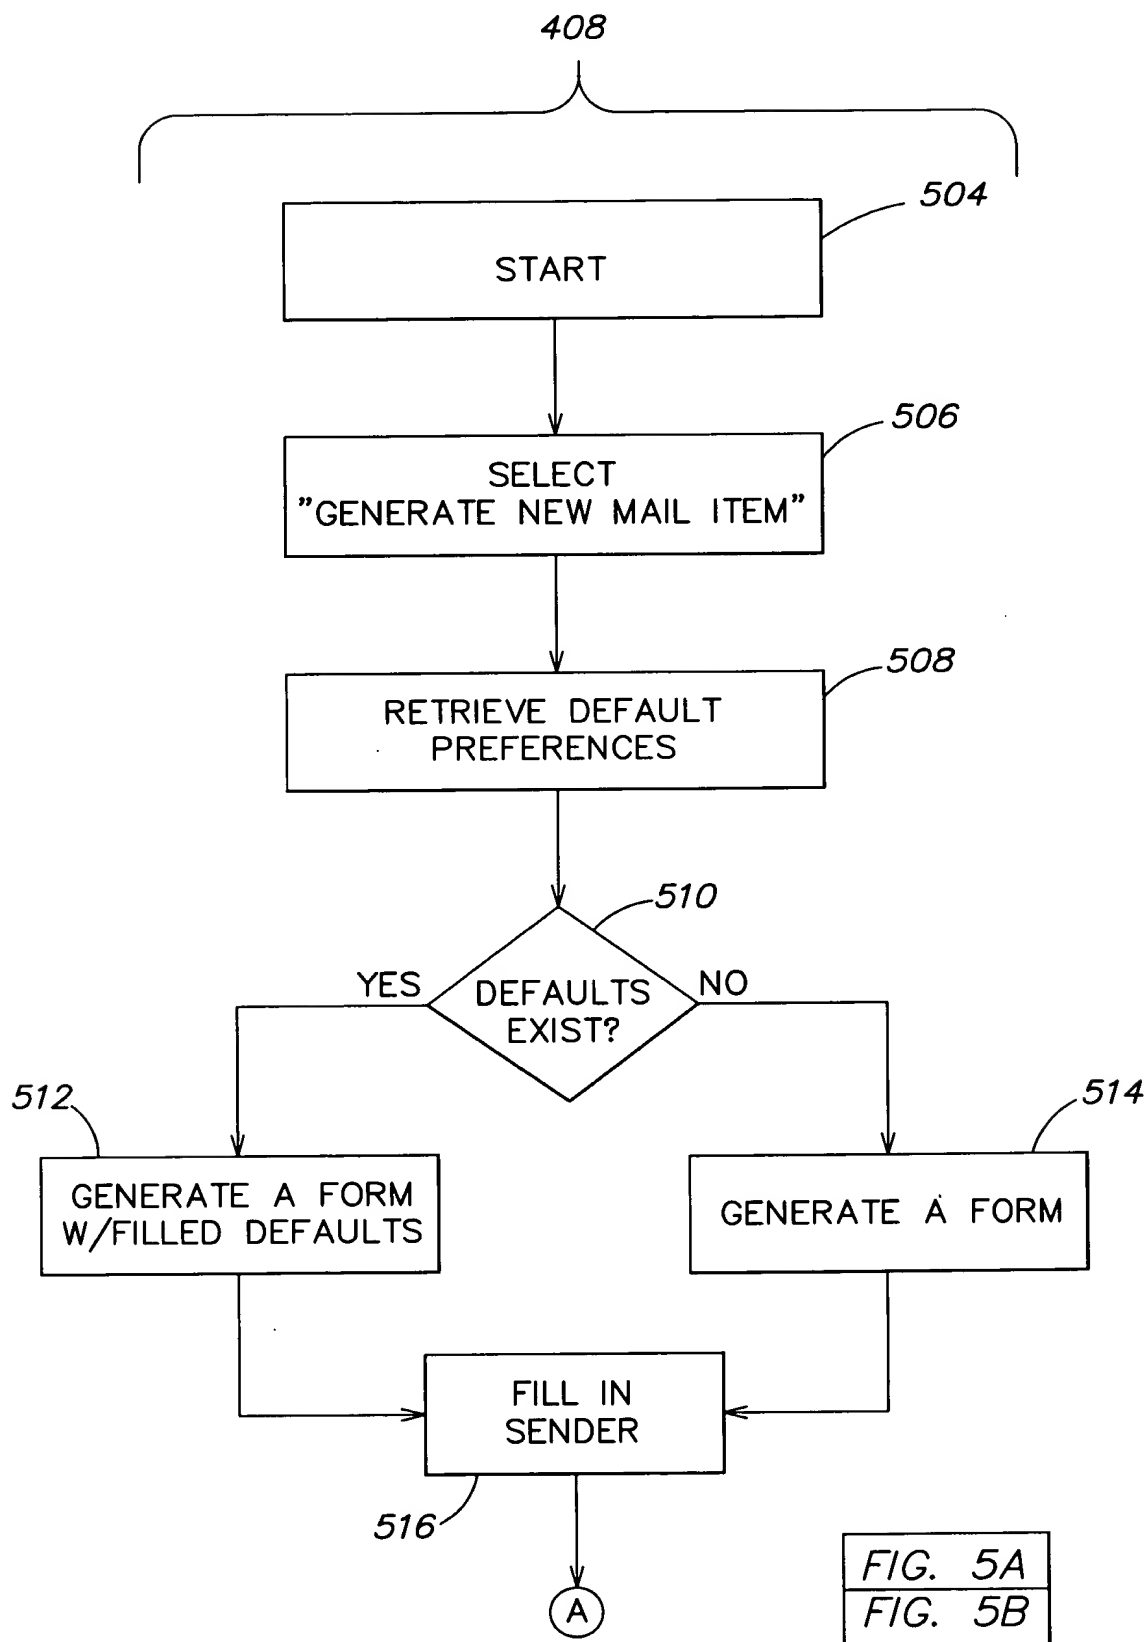 408
504
START
506
SELECT
"GENERATE NEW MAIL ITEM"
508
RETRIEVE DEFAULT
PREFERENCES
510
YES
DEFAULTS
EXIST?
NO
512
GENERATE A FORM
W/FILLED DEFAULTS
514
GENERATE A FORM
FILL IN
SENDER
516
A
FIG. 5A
FIG. 5B